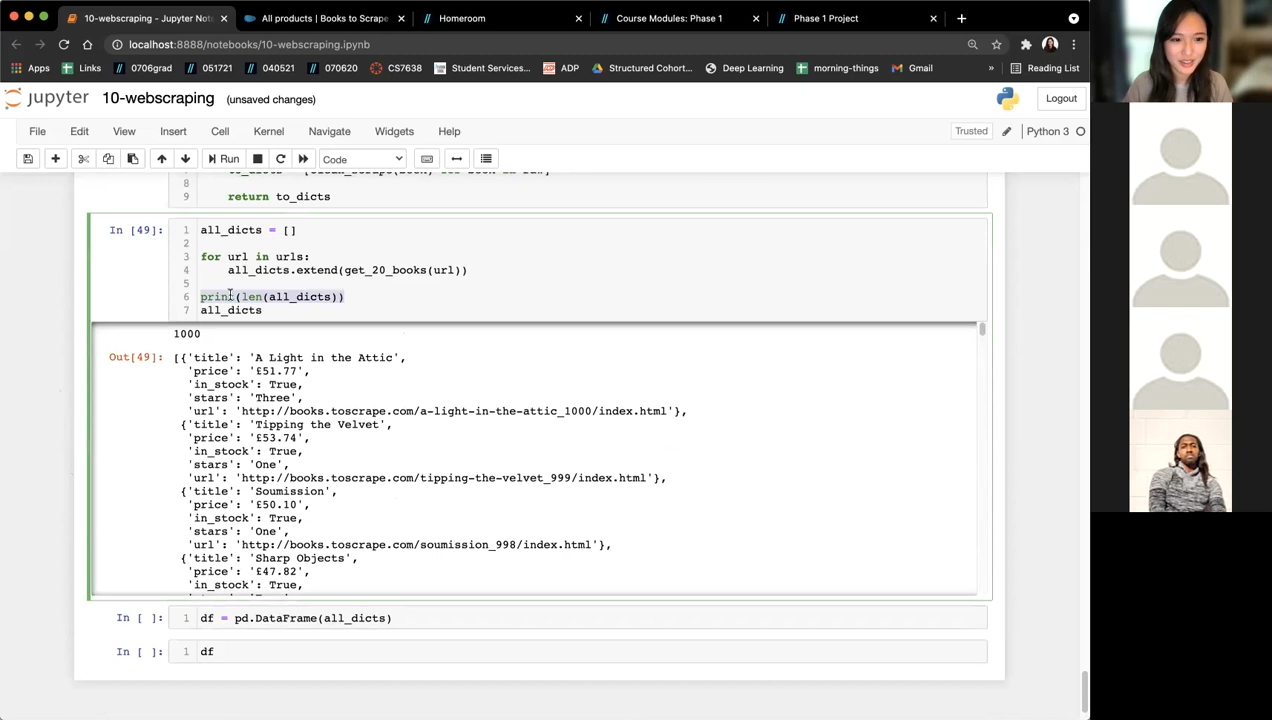 10-webscraping - Jupyter Not
All products | Books to Scrape
Homeroom
Course Modules: Phase 1
Phase 1 Project
localhost:8888/notebooks/10-webscraping.ipynb
Apps
Links
0706grad
051721
040521
070620
CS7638
Student Services...
ADP
Structured Cohort...
Deep Learning
morning-things
Gmail
»
Reading List
jupyter 10-webscraping (unsaved changes)
Logout
File Edit View Insert Cell Kernel Navigate Widgets Help
Trusted
Python 3
Run
Code
8
9 return to_dicts
In [49]:
1 all_dicts = []
2
3 for url in urls:
4 all_dicts.extend(get_20_books(url))
5
6 print(len(all_dicts))
7 all_dicts
1000
Out[49]: [{'title': 'A Light in the Attic',
'price': '£51.77',
'in_stock': True,
'stars': 'Three',
'url': 'http://books.toscrape.com/a-light-in-the-attic_1000/index.html'},
{'title': 'Tipping the Velvet',
'price': '£53.74',
'in_stock': True,
'stars': 'One',
'url': 'http://books.toscrape.com/tipping-the-velvet_999/index.html'},
{'title': 'Soumission',
'price': '£50.10',
'in_stock': True,
'stars': 'One',
'url': 'http://books.toscrape.com/soumission_998/index.html'},
{'title': 'Sharp Objects',
'price': '£47.82',
'in_stock': True,
In [ ]: 1 df = pd.DataFrame(all_dicts)
In [ ]: 1 df